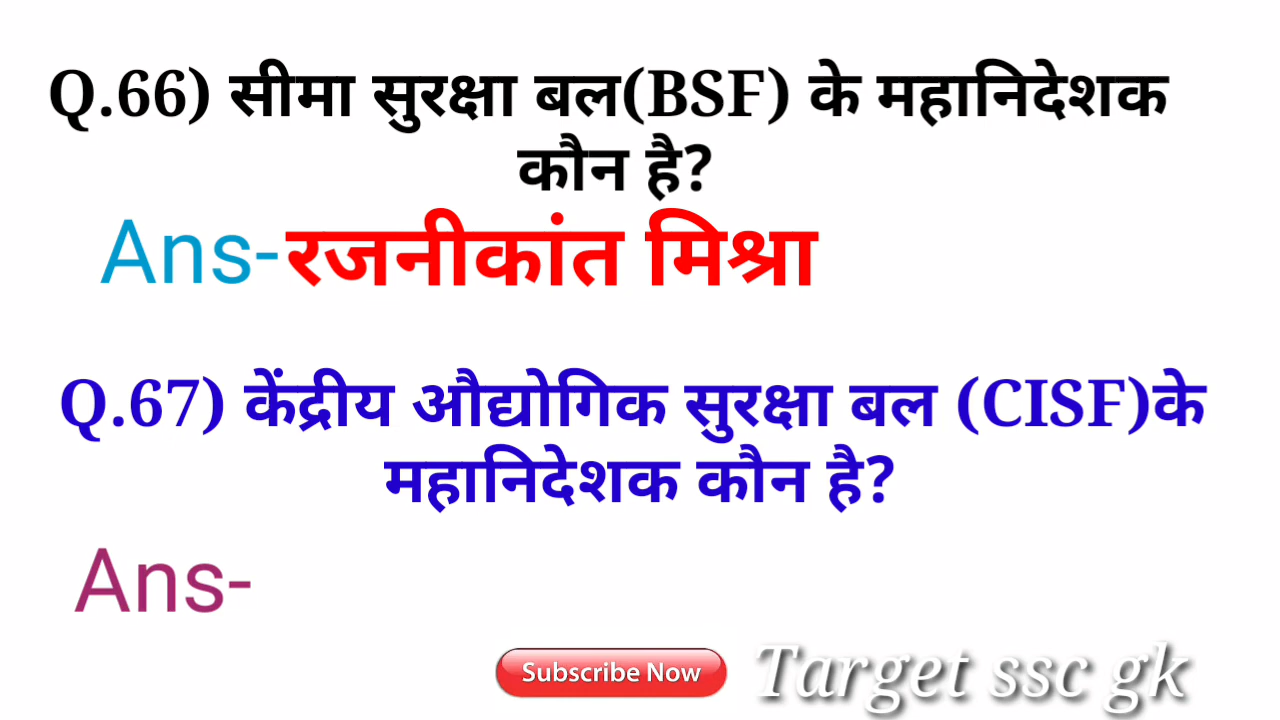 Q.66) सीमा सुरक्षा बल(BSF) के महानिदेशक
कौन है?
Ans-रजनीकांत मिश्रा
Q.67) केंद्रीय औद्योगिक सुरक्षा बल (CISF)के
महानिदेशक कौन है?
Ans-
Subscribe Now
Target ssc gk